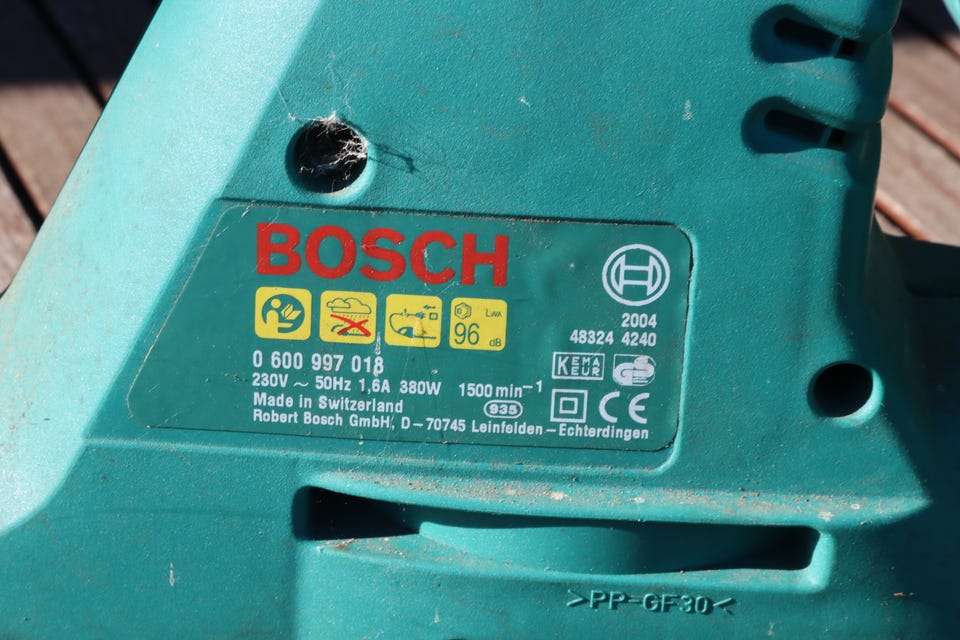 BOSCH
LWA
96 dB
2004
48324 4240
0 600 997 018
230V ~ 50Hz 1,6A 380W 1500 min⁻¹
Made in Switzerland 935
Robert Bosch GmbH, D-70745 Leinfelden-Echterdingen
KEMA
KEUR
GS
CE
>PP-GF30<